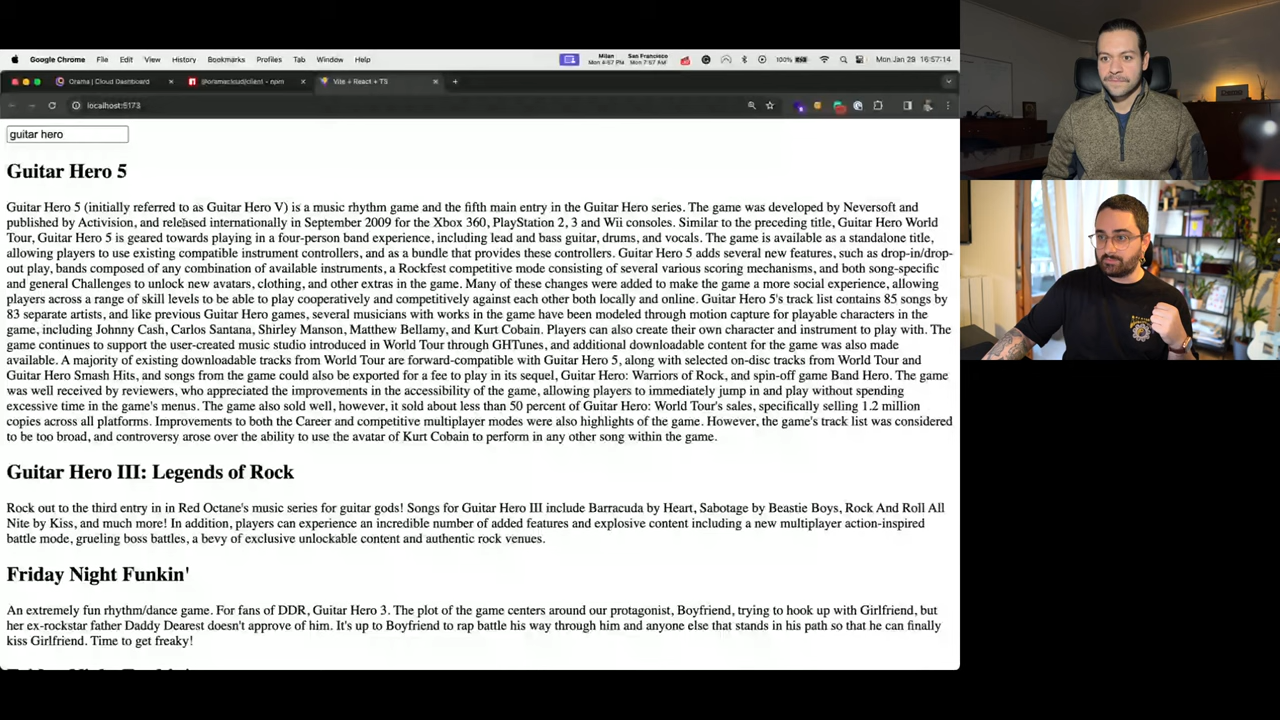 Google Chrome File Edit View History Bookmarks Profiles Tab Window Help Milan Mon 4:57 PM San Francisco Mon 7:57 AM 100% Mon Jan 29 16:57:14
Orama | Cloud Dashboard @oramacloud/client - npm Vite + React + TS
localhost:5173
guitar hero
Guitar Hero 5
Guitar Hero 5 (initially referred to as Guitar Hero V) is a music rhythm game and the fifth main entry in the Guitar Hero series. The game was developed by Neversoft and
published by Activision, and released internationally in September 2009 for the Xbox 360, PlayStation 2, 3 and Wii consoles. Similar to the preceding title, Guitar Hero World
Tour, Guitar Hero 5 is geared towards playing in a four-person band experience, including lead and bass guitar, drums, and vocals. The game is available as a standalone title,
allowing players to use existing compatible instrument controllers, and as a bundle that provides these controllers. Guitar Hero 5 adds several new features, such as drop-in/drop-
out play, bands composed of any combination of available instruments, a Rockfest competitive mode consisting of several various scoring mechanisms, and both song-specific
and general Challenges to unlock new avatars, clothing, and other extras in the game. Many of these changes were added to make the game a more social experience, allowing
players across a range of skill levels to be able to play cooperatively and competitively against each other both locally and online. Guitar Hero 5's track list contains 85 songs by
83 separate artists, and like previous Guitar Hero games, several musicians with works in the game have been modeled through motion capture for playable characters in the
game, including Johnny Cash, Carlos Santana, Shirley Manson, Matthew Bellamy, and Kurt Cobain. Players can also create their own character and instrument to play with. The
game continues to support the user-created music studio introduced in World Tour through GHTunes, and additional downloadable content for the game was also made
available. A majority of existing downloadable tracks from World Tour are forward-compatible with Guitar Hero 5, along with selected on-disc tracks from World Tour and
Guitar Hero Smash Hits, and songs from the game could also be exported for a fee to play in its sequel, Guitar Hero: Warriors of Rock, and spin-off game Band Hero. The game
was well received by reviewers, who appreciated the improvements in the accessibility of the game, allowing players to immediately jump in and play without spending
excessive time in the game's menus. The game also sold well, however, it sold about less than 50 percent of Guitar Hero: World Tour's sales, specifically selling 1.2 million
copies across all platforms. Improvements to both the Career and competitive multiplayer modes were also highlights of the game. However, the game's track list was considered
to be too broad, and controversy arose over the ability to use the avatar of Kurt Cobain to perform in any other song within the game.
Guitar Hero III: Legends of Rock
Rock out to the third entry in in Red Octane's music series for guitar gods! Songs for Guitar Hero III include Barracuda by Heart, Sabotage by Beastie Boys, Rock And Roll All
Nite by Kiss, and much more! In addition, players can experience an incredible number of added features and explosive content including a new multiplayer action-inspired
battle mode, grueling boss battles, a bevy of exclusive unlockable content and authentic rock venues.
Friday Night Funkin'
An extremely fun rhythm/dance game. For fans of DDR, Guitar Hero 3. The plot of the game centers around our protagonist, Boyfriend, trying to hook up with Girlfriend, but
her ex-rockstar father Daddy Dearest doesn't approve of him. It's up to Boyfriend to rap battle his way through him and anyone else that stands in his path so that he can finally
kiss Girlfriend. Time to get freaky!